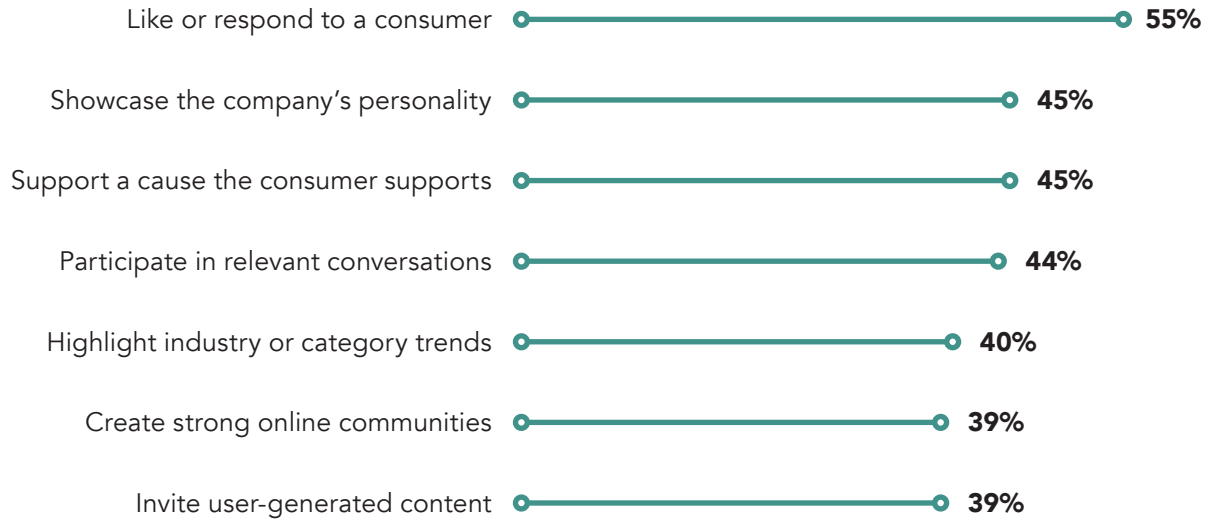 Like or respond to a consumer 55%
Showcase the company’s personality 45%
Support a cause the consumer supports 45%
Participate in relevant conversations 44%
Highlight industry or category trends 40%
Create strong online communities 39%
Invite user-generated content 39%